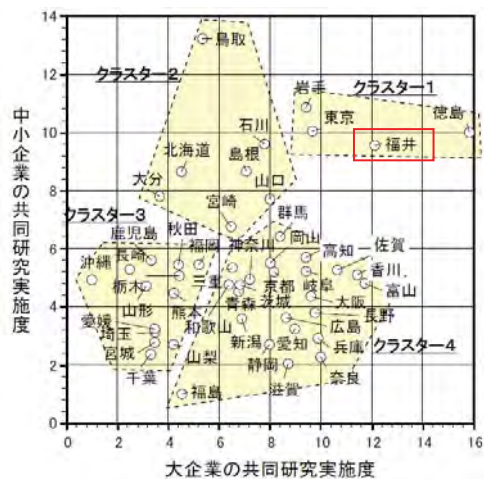 14
12
10
8
6
4
2
0
中小企業の共同研究実施度
鳥取
クラスター2
クラスター1
岩手
東京
徳島
福井
石川
北海道
島根
大分
宮崎
山口
クラスター3
群馬
鹿児島
秋田
福岡
神奈川
岡山
高知
佐賀
沖縄
長崎
栃木
三重
京都
岐阜
香川
富山
山形
熊本
青森
茨城
大阪
愛媛
和歌山
広島
長野
埼玉
新潟
愛知
兵庫
クラスター4
宮城
山梨
静岡
千葉
福島
滋賀
奈良
0 2 4 6 8 10 12 14 16
大企業の共同研究実施度